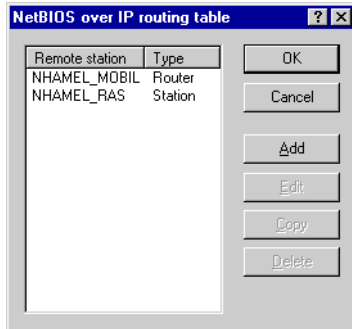 NetBIOS over IP routing table
Remote station Type
NHAMEL_MOBIL Router
NHAMEL_RAS Station
OK
Cancel
Add
Edit
Copy
Delete